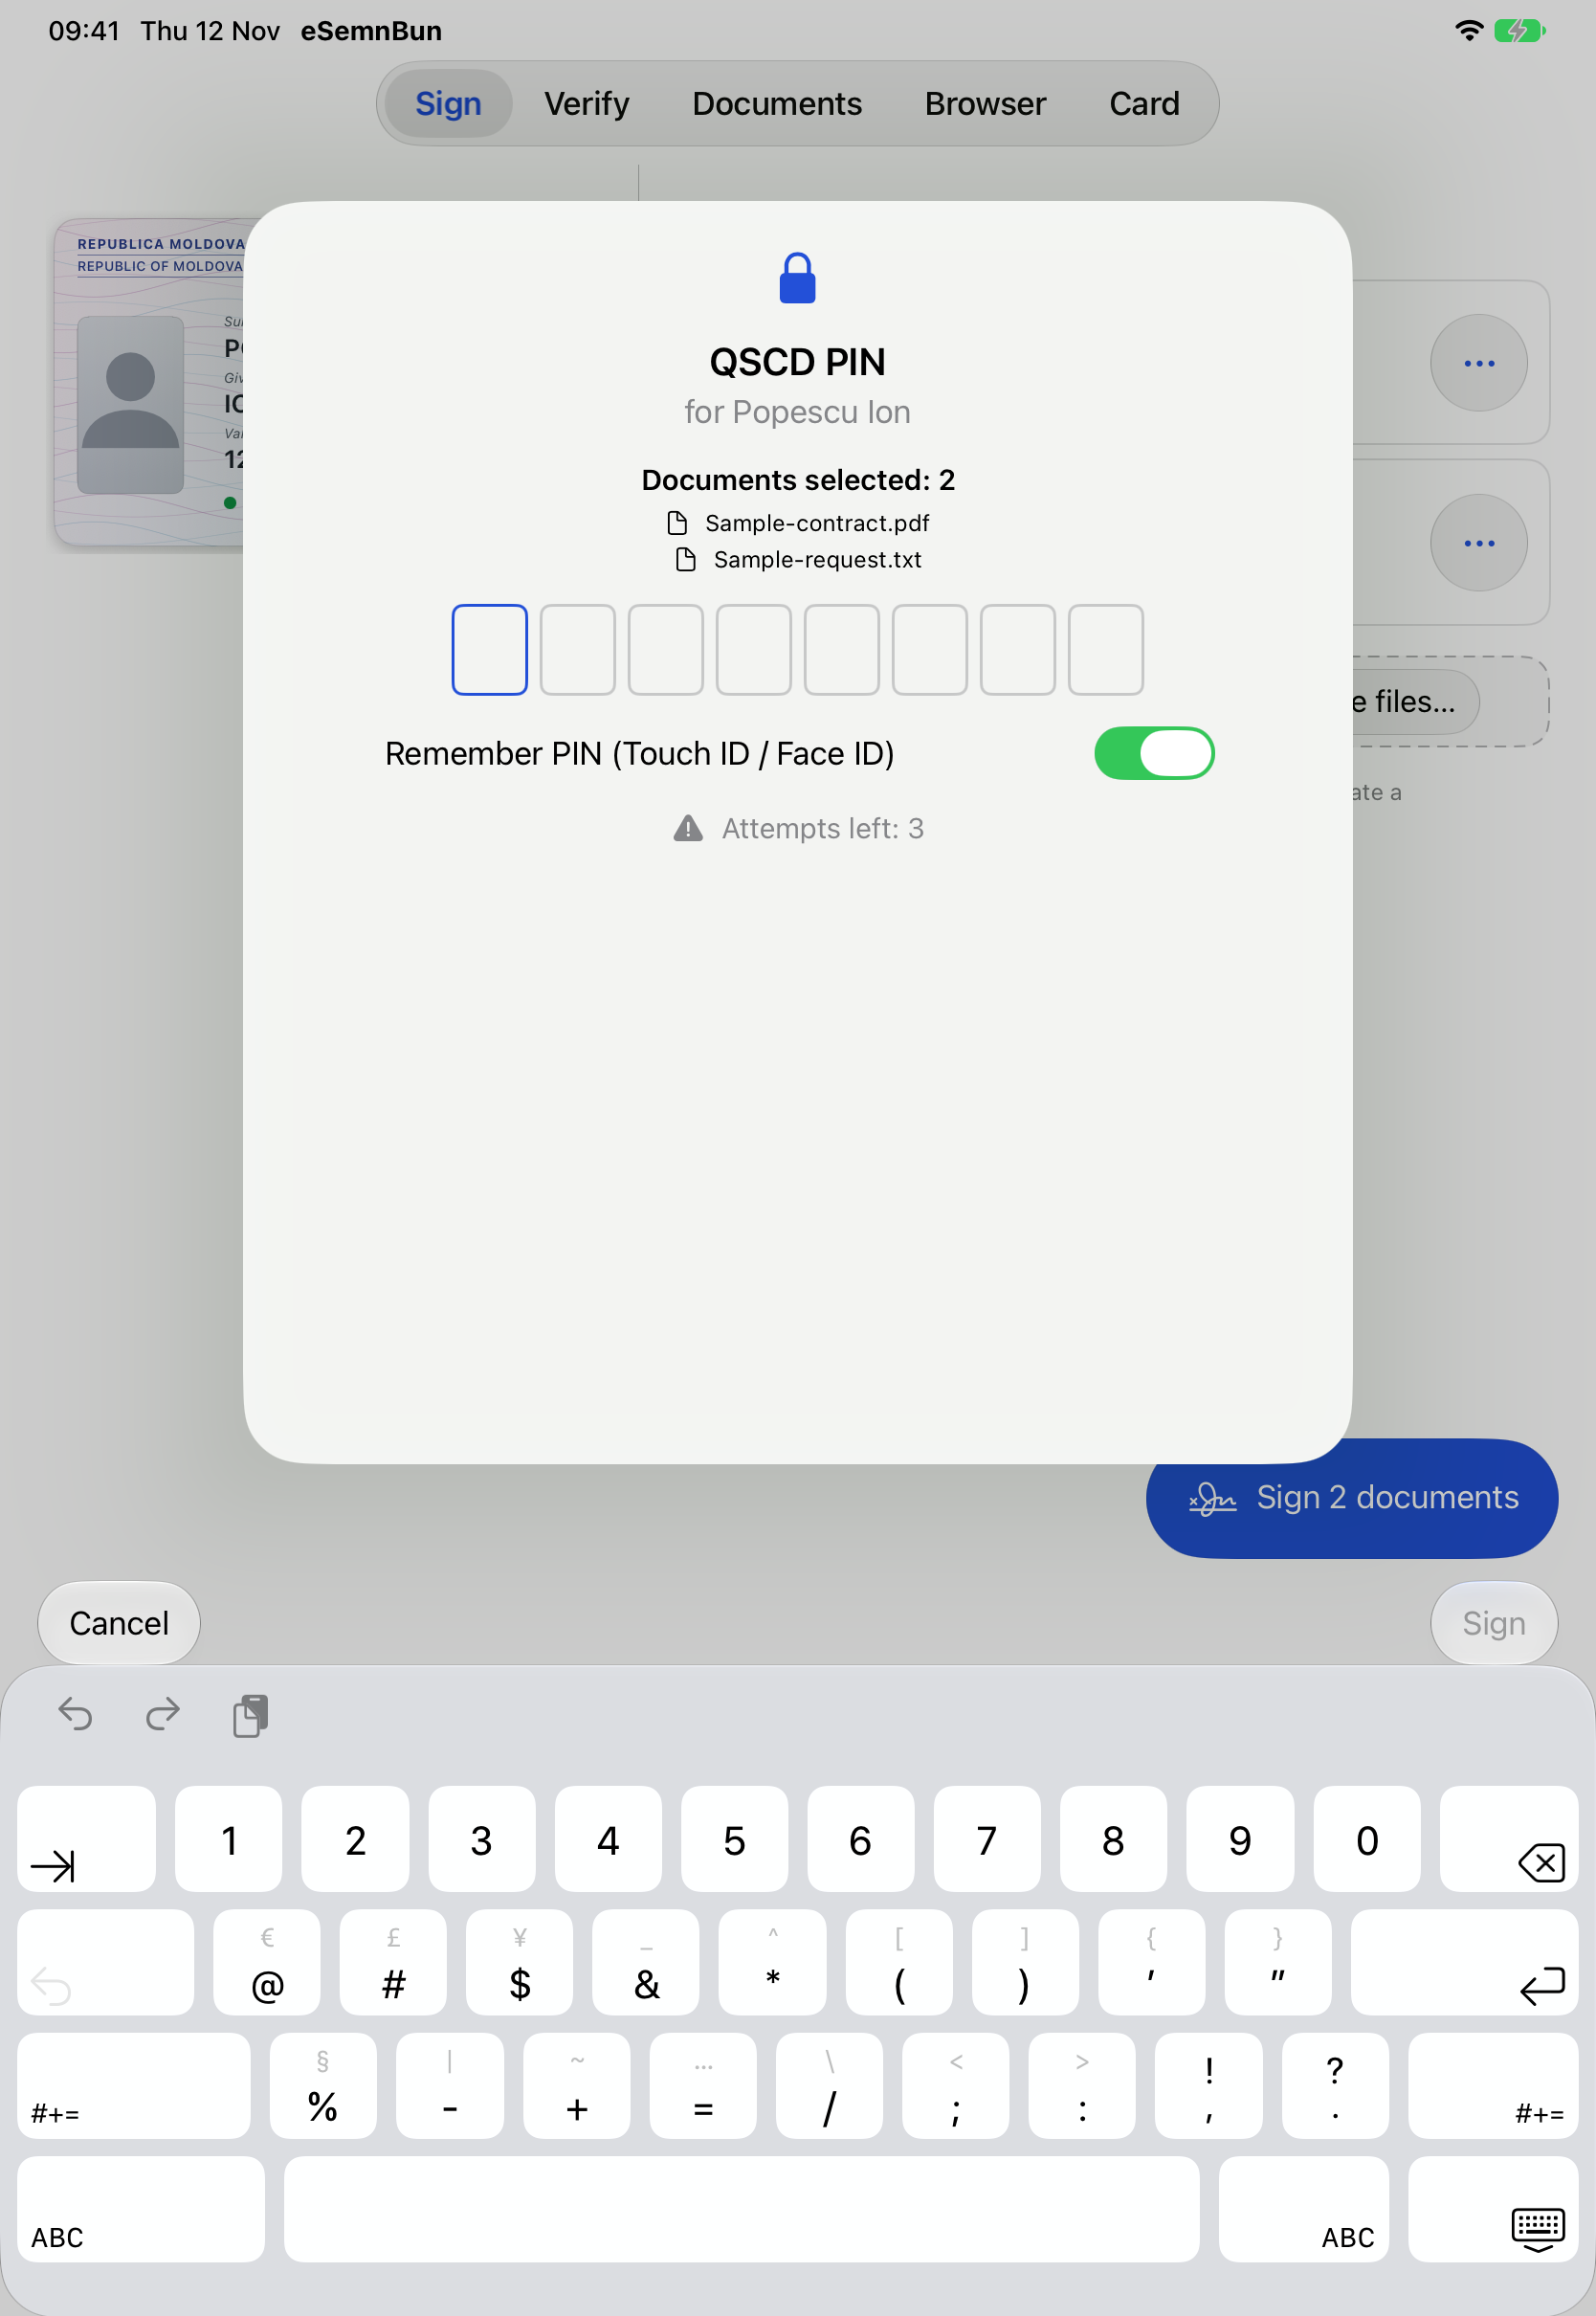 09:41 Thu 12 Nov eSemnBun
Sign Verify Documents Browser Card
REPUBLICA MOLDOVA
REPUBLIC OF MOLDOVA
QSCD PIN
for Popescu Ion
Documents selected: 2
Sample-contract.pdf
Sample-request.txt
files...
Remember PIN (Touch ID / Face ID)
ate a
Attempts left: 3
Sign 2 documents
Cancel Sign
1 2 3 4 5 6 7 8 9 0
€ £ ¥ _ ^ [ ] { }
@ # $ & * ( ) ' "
§ | ~ … \ < > ! ?
#+= % - + = / ; : , . #+=
ABC ABC